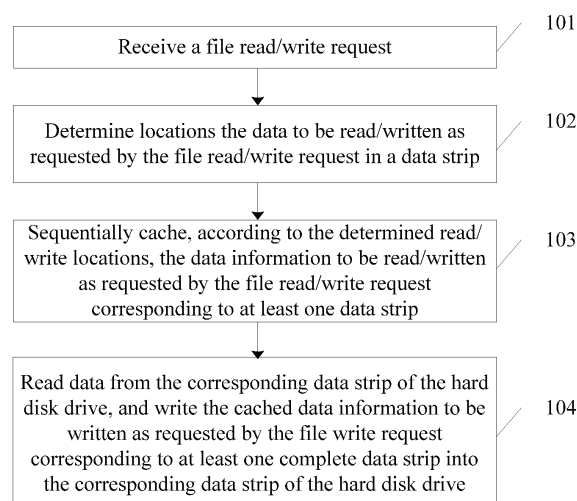 101
Receive a file read/write request
102
Determine locations the data to be read/written as
requested by the file read/write request in a data strip
103
Sequentially cache, according to the determined read/
write locations, the data information to be read/written
as requested by the file read/write request
corresponding to at least one data strip
104
Read data from the corresponding data strip of the hard
disk drive, and write the cached data information to be
written as requested by the file write request
corresponding to at least one complete data strip into
the corresponding data strip of the hard disk drive